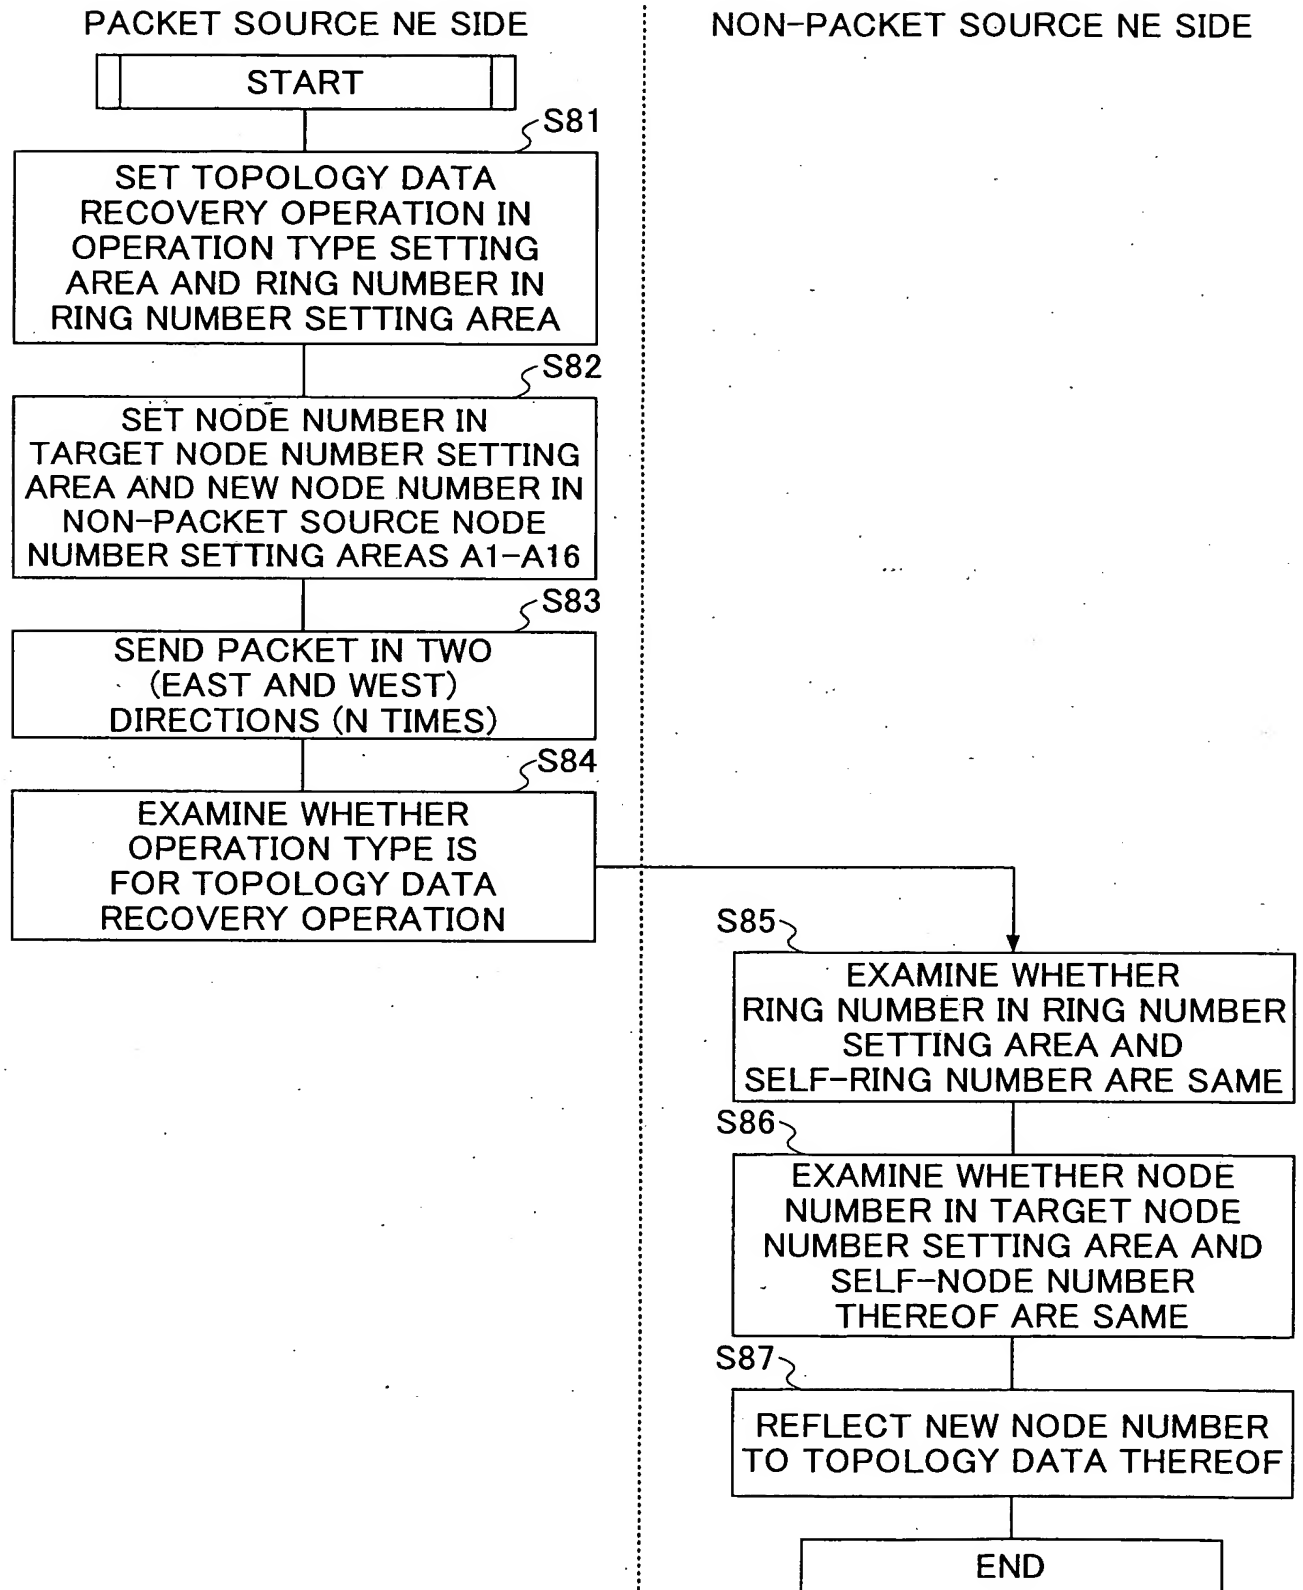 PACKET SOURCE NE SIDE
NON-PACKET SOURCE NE SIDE
START
S81
SET TOPOLOGY DATA
RECOVERY OPERATION IN
OPERATION TYPE SETTING
AREA AND RING NUMBER IN
RING NUMBER SETTING AREA
S82
SET NODE NUMBER IN
TARGET NODE NUMBER SETTING
AREA AND NEW NODE NUMBER IN
NON-PACKET SOURCE NODE
NUMBER SETTING AREAS A1-A16
S83
SEND PACKET IN TWO
(EAST AND WEST)
DIRECTIONS (N TIMES)
S84
EXAMINE WHETHER
OPERATION TYPE IS
FOR TOPOLOGY DATA
RECOVERY OPERATION
S85
EXAMINE WHETHER
RING NUMBER IN RING NUMBER
SETTING AREA AND
SELF-RING NUMBER ARE SAME
S86
EXAMINE WHETHER NODE
NUMBER IN TARGET NODE
NUMBER SETTING AREA AND
SELF-NODE NUMBER
THEREOF ARE SAME
S87
REFLECT NEW NODE NUMBER
TO TOPOLOGY DATA THEREOF
END